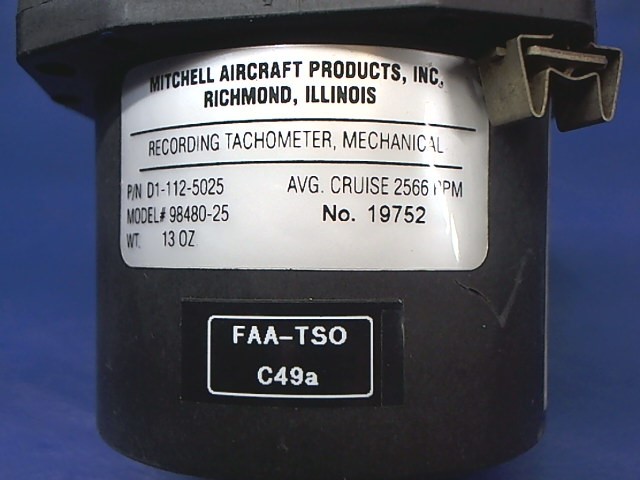 MITCHELL AIRCRAFT PRODUCTS, INC.
RICHMOND, ILLINOIS
RECORDING TACHOMETER, MECHANICAL
P/N D1-112-5025 AVG. CRUISE 2566 RPM
MODEL# 98480-25 No. 19752
WT. 13 OZ
FAA-TSO
C49a